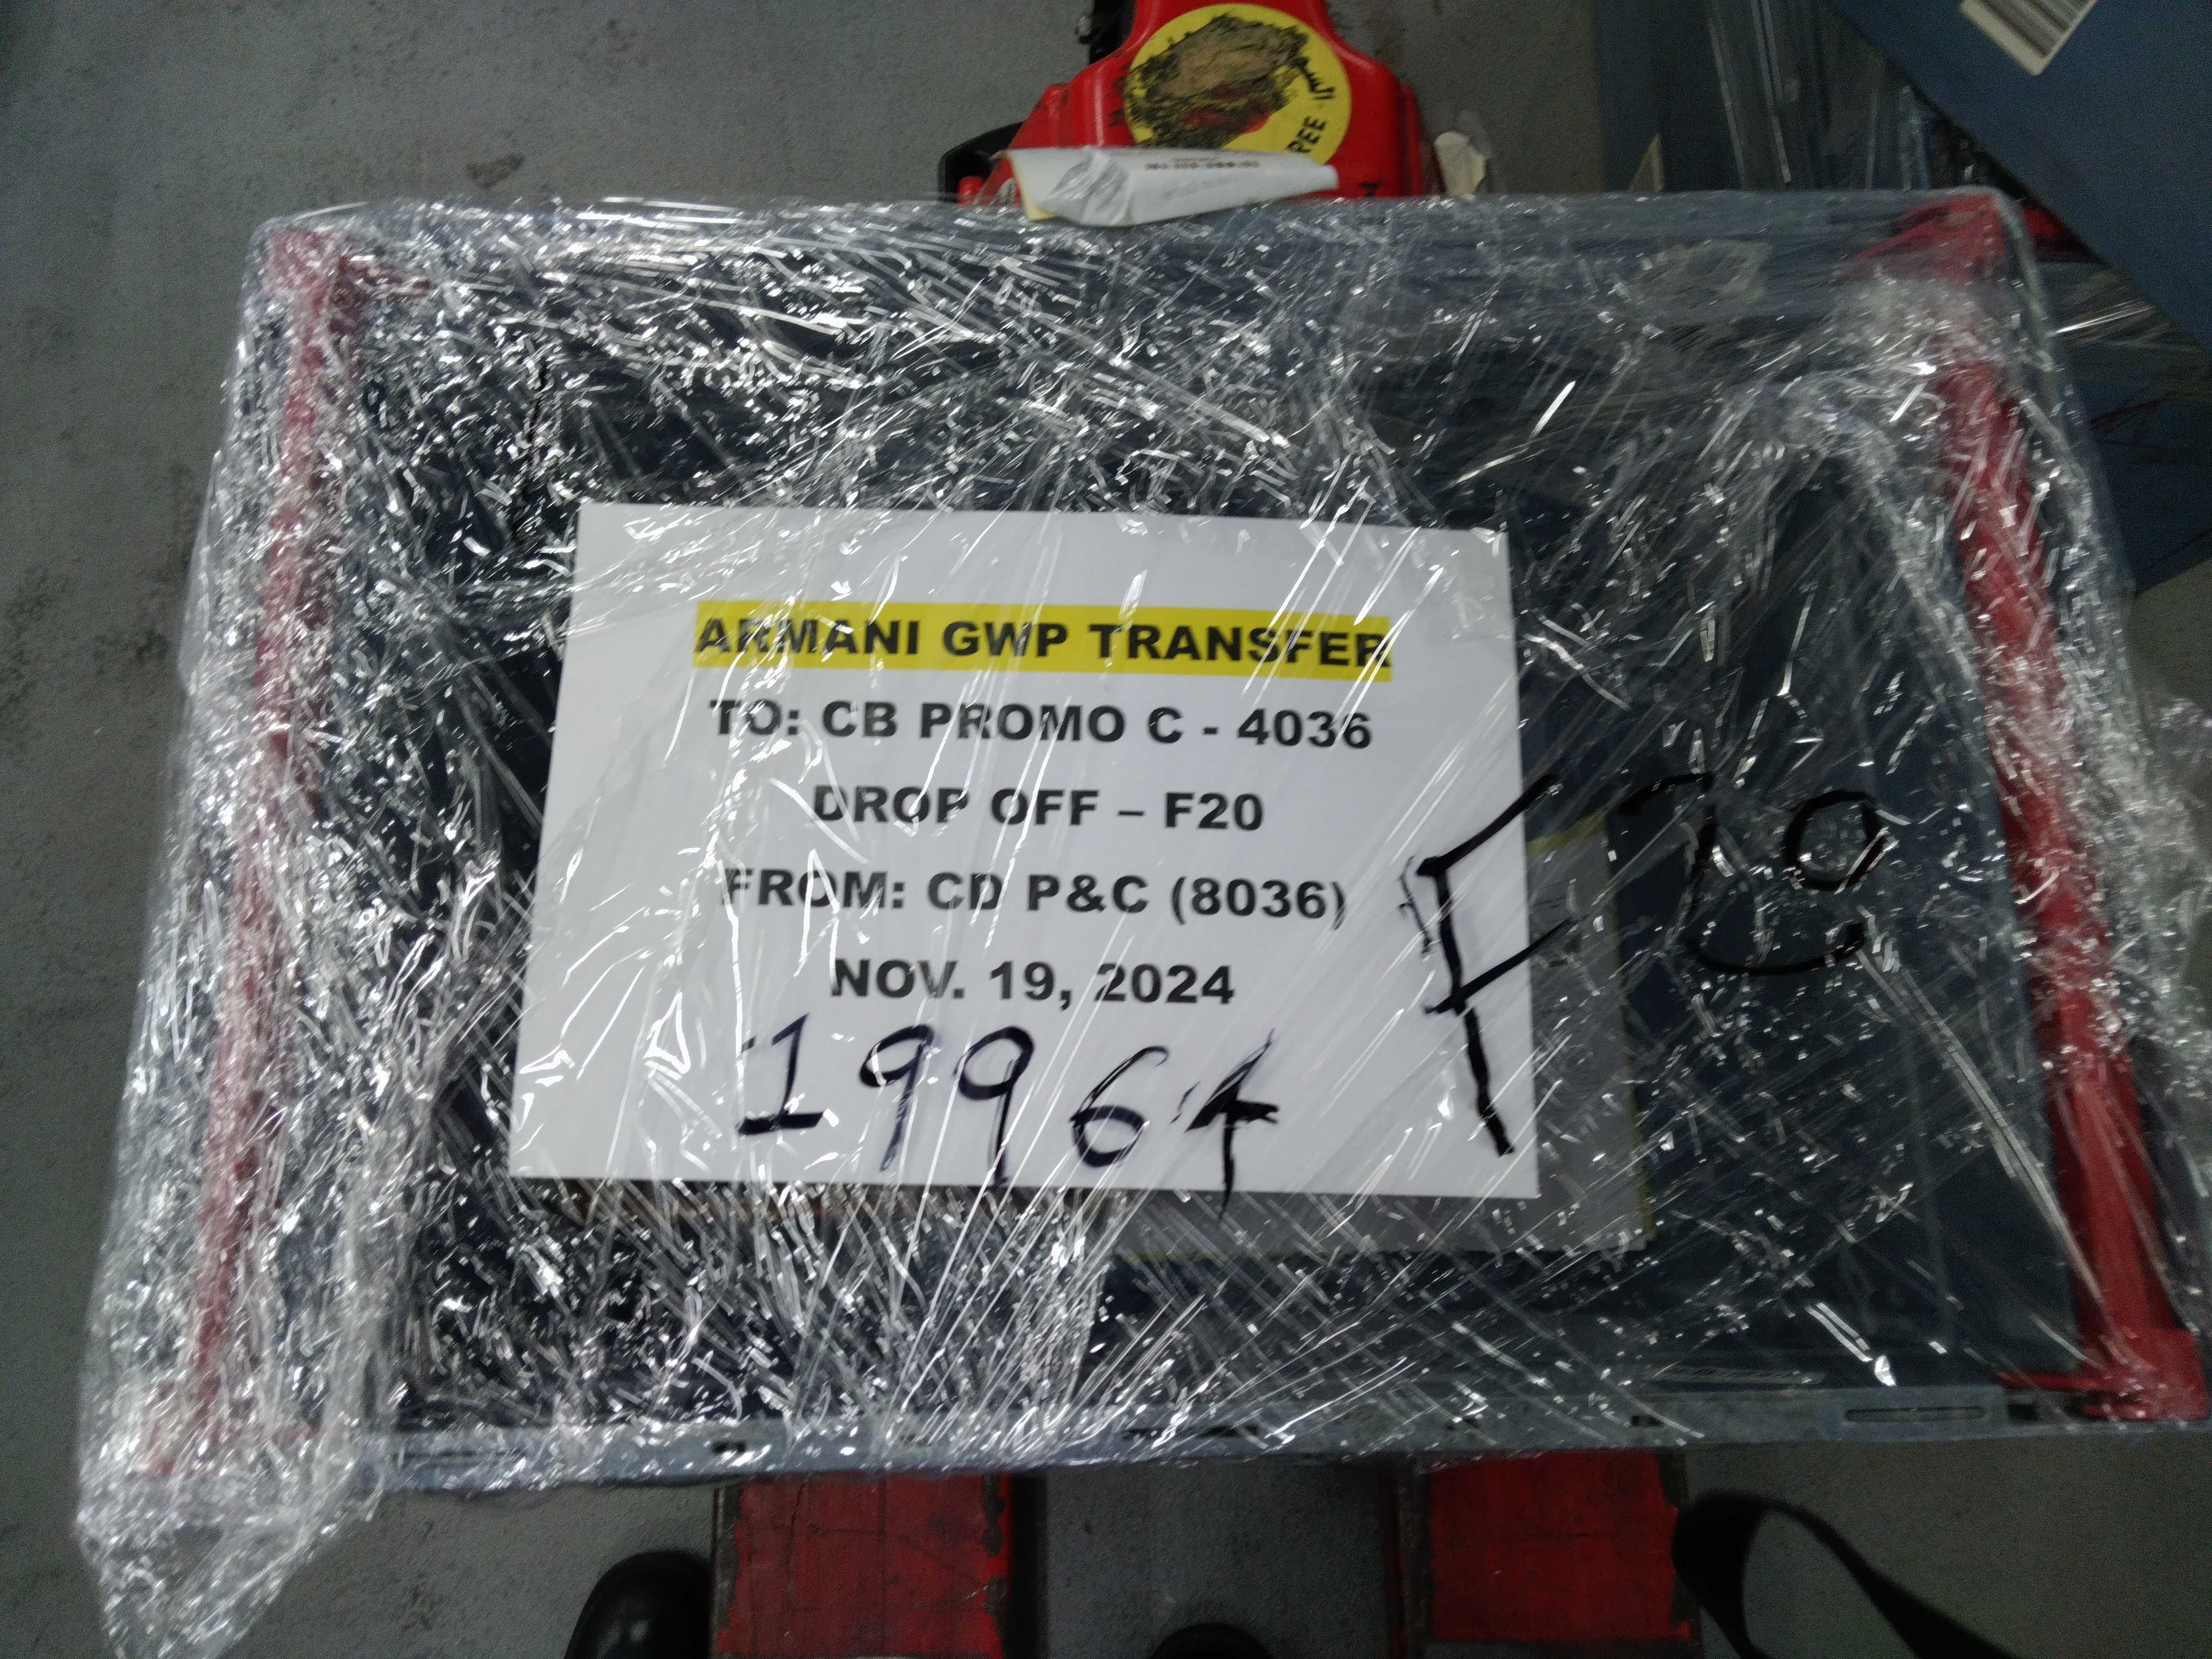 ARMANI GWP TRANSFER
TO: CB PROMO C - 4036
DROP OFF – F20
FROM: CD P&C (8036)
NOV. 19, 2024
19964
F20